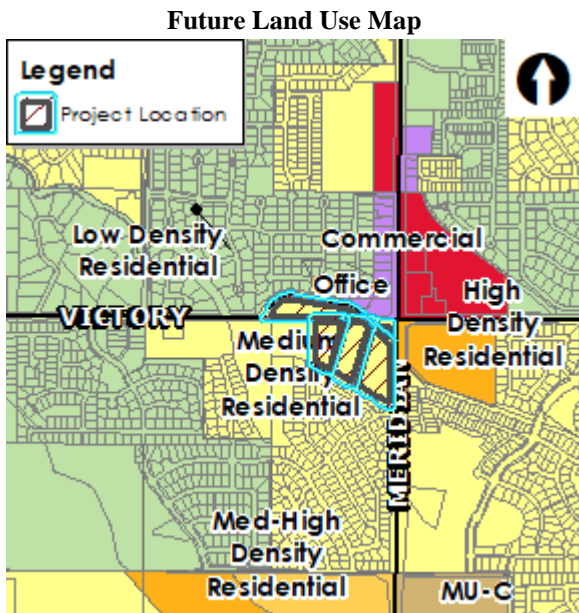 Future Land Use Map
Legend
Project Location
Low Density
Residential
Commercial
Office
High
Density
Residential
VICTORY
Medium
Density
Residential
MERIDIAN
Med-High
Density
Residential
MU-C